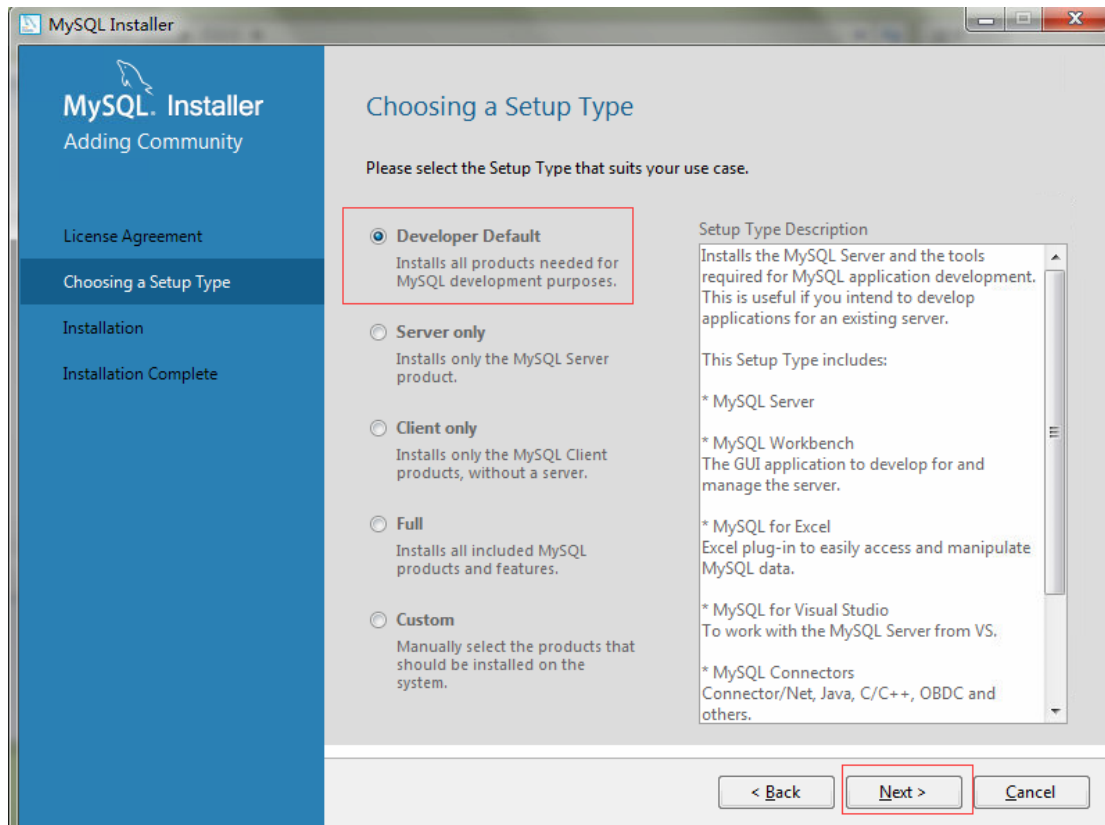 MySQL Installer
MySQL. Installer
Adding Community
License Agreement
Choosing a Setup Type
Installation
Installation Complete
Choosing a Setup Type
Please select the Setup Type that suits your use case.
Developer Default
Installs all products needed for
MySQL development purposes.
Server only
Installs only the MySQL Server
product.
Client only
Installs only the MySQL Client
products, without a server.
Full
Installs all included MySQL
products and features.
Custom
Manually select the products that
should be installed on the
system.
Setup Type Description
Installs the MySQL Server and the tools
required for MySQL application development.
This is useful if you intend to develop
applications for an existing server.
This Setup Type includes:
* MySQL Server
* MySQL Workbench
The GUI application to develop for and
manage the server.
* MySQL for Excel
Excel plug-in to easily access and manipulate
MySQL data.
* MySQL for Visual Studio
To work with the MySQL Server from VS.
* MySQL Connectors
Connector/Net, Java, C/C++, OBDC and
others.
< Back
Next >
Cancel